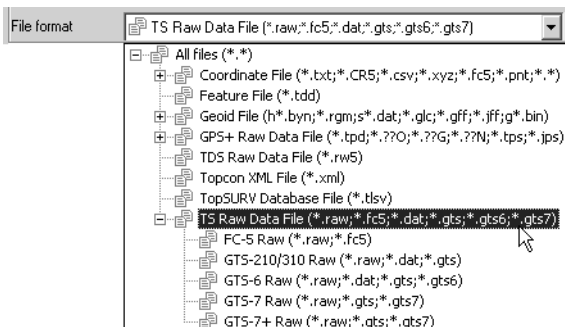 File format TS Raw Data File (*.raw;*.fc5;*.dat;*.gts;*.gts6;*.gts7)
All files (*.*)
Coordinate File (*.txt;*.CR5;*.csv;*.xyz;*.fc5;*.pnt;*.*)
Feature File (*.tdd)
Geoid File (h*.byn;*.rgm;s*.dat;*.glc;*.gff;*.jff;g*.bin)
GPS+ Raw Data File (*.tpd;*.??O;*.??G;*.??N;*.tps;*.jps)
TDS Raw Data File (*.rw5)
Topcon XML File (*.xml)
TopSURV Database File (*.tlsv)
TS Raw Data File (*.raw;*.fc5;*.dat;*.gts;*.gts6;*.gts7)
FC-5 Raw (*.raw;*.fc5)
GTS-210/310 Raw (*.raw;*.dat;*.gts)
GTS-6 Raw (*.raw;*.dat;*.gts;*.gts6)
GTS-7 Raw (*.raw;*.gts;*.gts7)
GTS-7+ Raw (*.raw;*.gts;*.gts7)